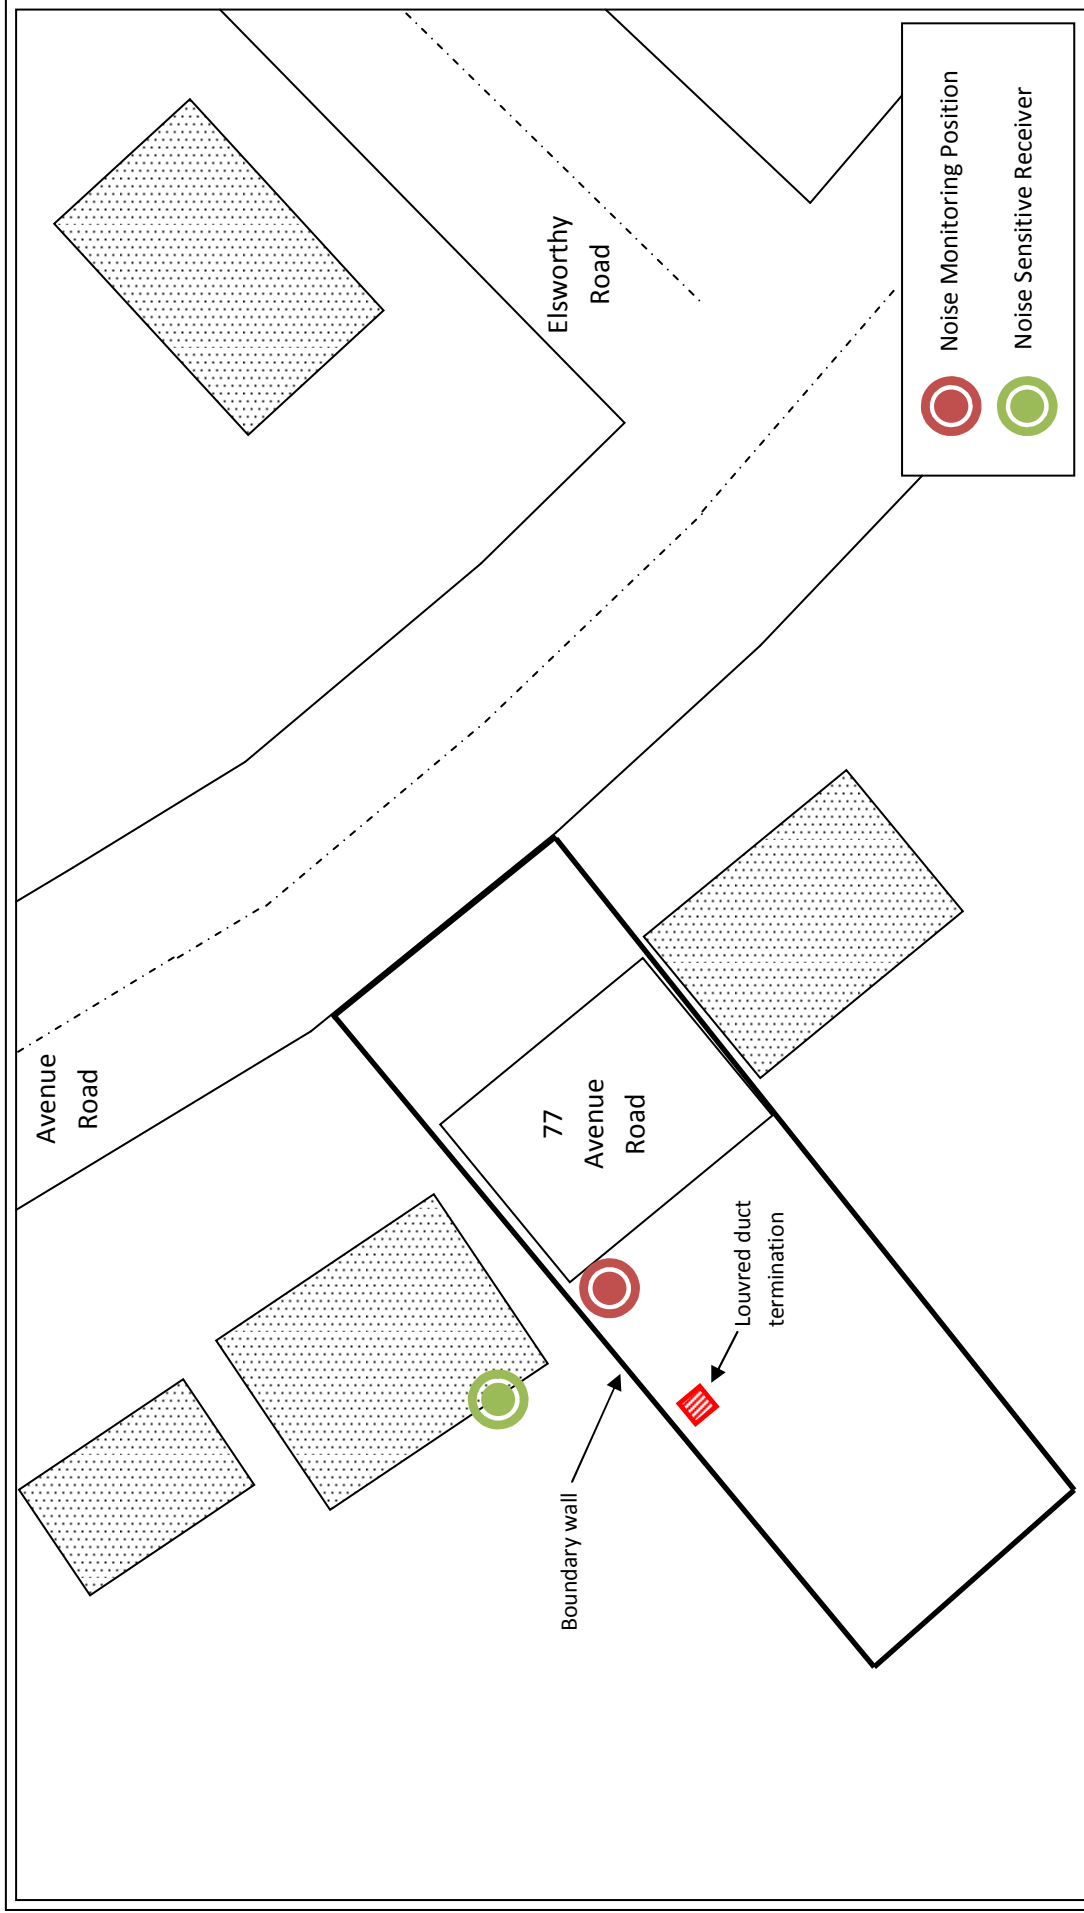 Avenue
Road
Elsworthy
Road
77
Avenue
Road
Boundary wall
Louvred duct
termination
Noise Monitoring Position
Noise Sensitive Receiver